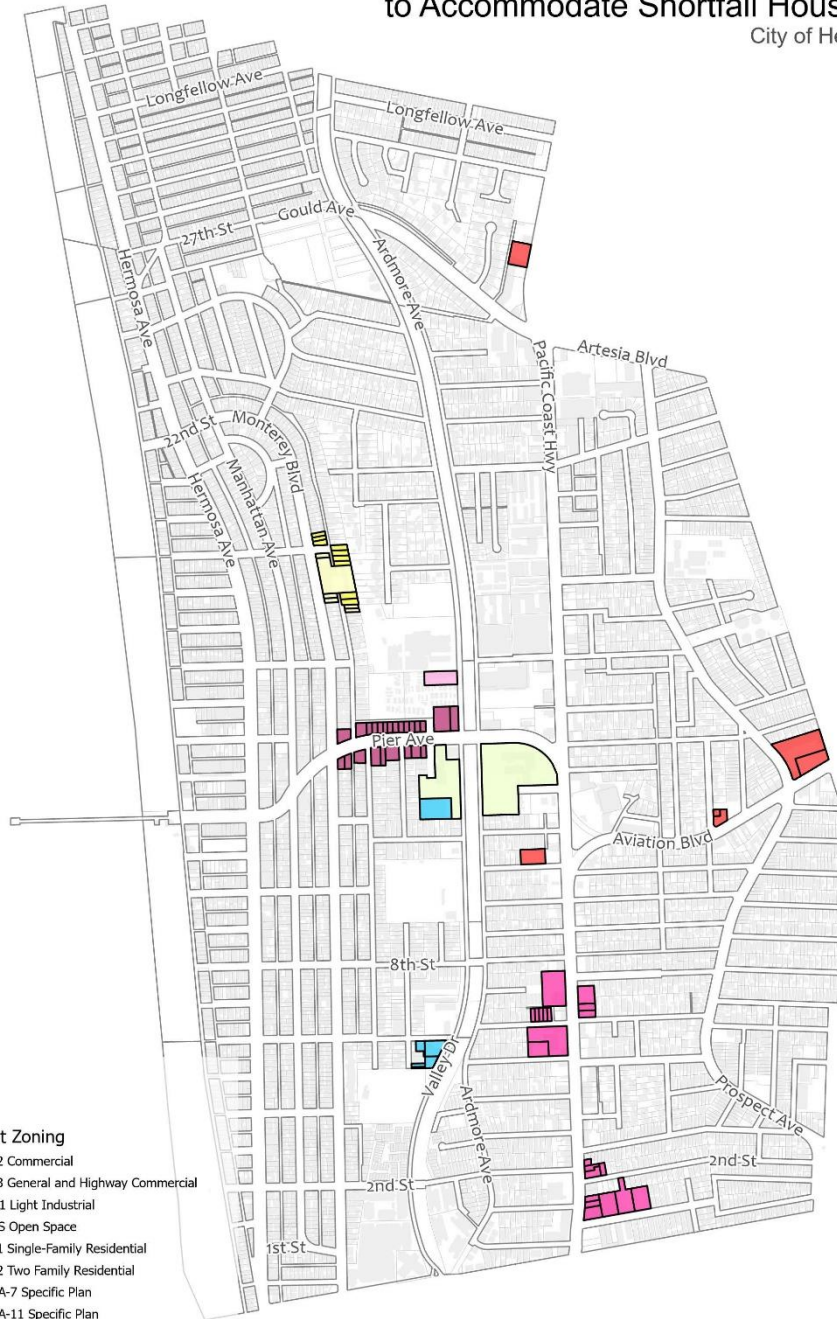 to Accommodate Shortfall Hous
City of He
Longfellow Ave
Longfellow Ave
Gould Ave
27th St
Ardmore Ave
Hermosa Ave
Artesia Blvd
Pacific Coast Hwy
22nd St
Monterey Blvd
Manhattan Ave
Hermosa Ave
Pier Ave
Aviation Blvd
8th St
Valley Dr
Ardmore Ave
Prospect Ave
2nd St
2nd St
1st St
t Zoning
2 Commercial
3 General and Highway Commercial
1 Light Industrial
S Open Space
1 Single-Family Residential
2 Two Family Residential
A-7 Specific Plan
A-11 Specific Plan